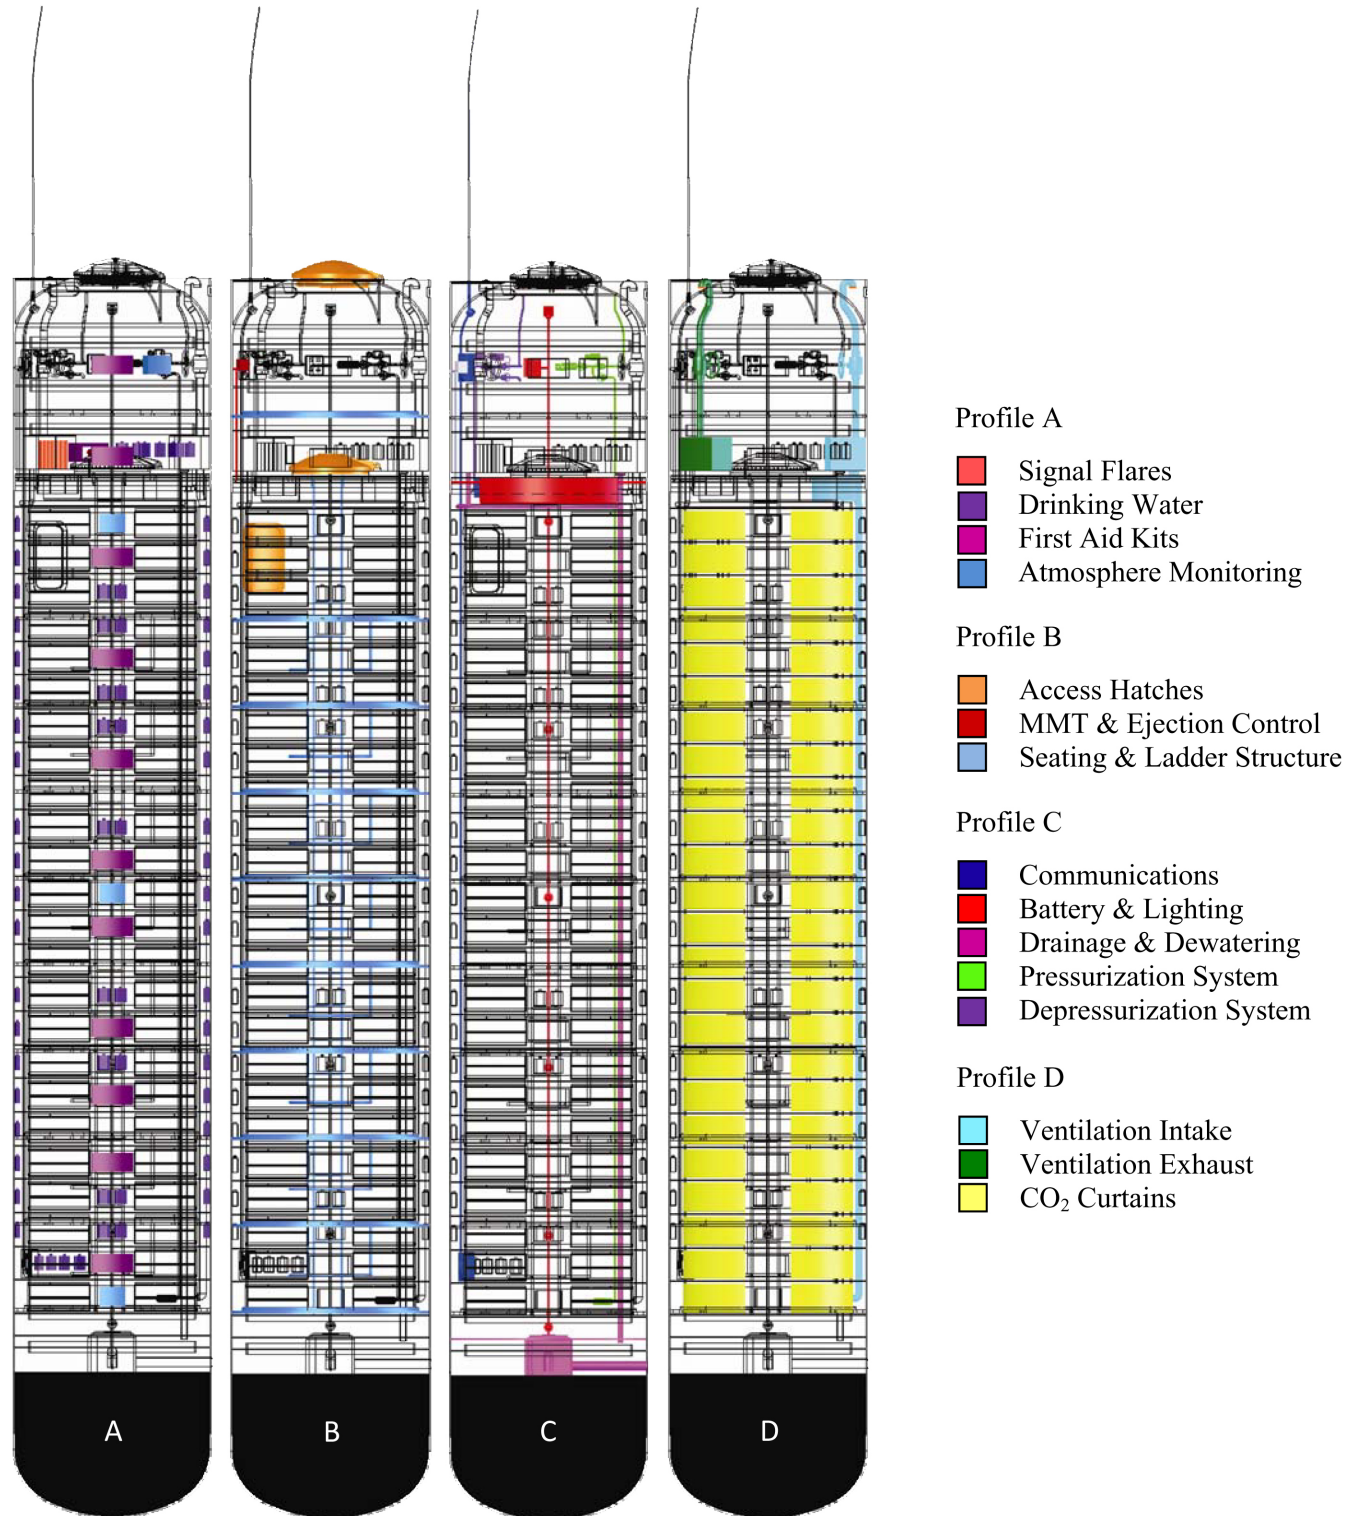 Profile A
Signal Flares
Drinking Water
First Aid Kits
Atmosphere Monitoring
Profile B
Access Hatches
MMT & Ejection Control
Seating & Ladder Structure
Profile C
Communications
Battery & Lighting
Drainage & Dewatering
Pressurization System
Depressurization System
Profile D
Ventilation Intake
Ventilation Exhaust
CO₂ Curtains
A B C D